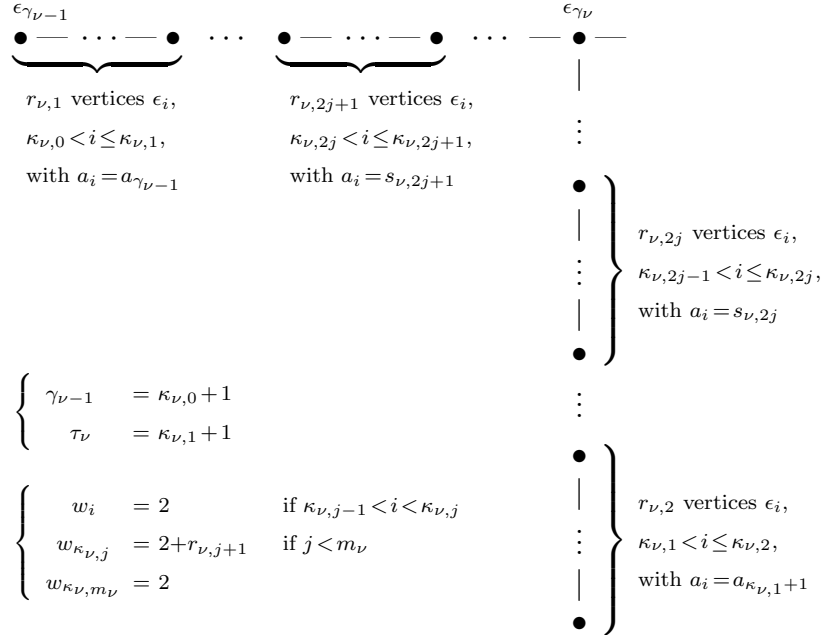 ϵ_{γ_{ν−1}} ϵ_{γ_ν}
r_{ν,1} vertices ϵ_i,
κ_{ν,0} < i ≤ κ_{ν,1},
with a_i = a_{γ_{ν−1}}
r_{ν,2j+1} vertices ϵ_i,
κ_{ν,2j} < i ≤ κ_{ν,2j+1},
with a_i = s_{ν,2j+1}
r_{ν,2j} vertices ϵ_i,
κ_{ν,2j−1} < i ≤ κ_{ν,2j},
with a_i = s_{ν,2j}
γ_{ν−1} = κ_{ν,0} + 1
τ_ν = κ_{ν,1} + 1
w_i = 2 if κ_{ν,j−1} < i < κ_{ν,j}
w_{κ_{ν,j}} = 2 + r_{ν,j+1} if j < m_ν
w_{κ_{ν,m_ν}} = 2
r_{ν,2} vertices ϵ_i,
κ_{ν,1} < i ≤ κ_{ν,2},
with a_i = a_{κ_{ν,1}+1}